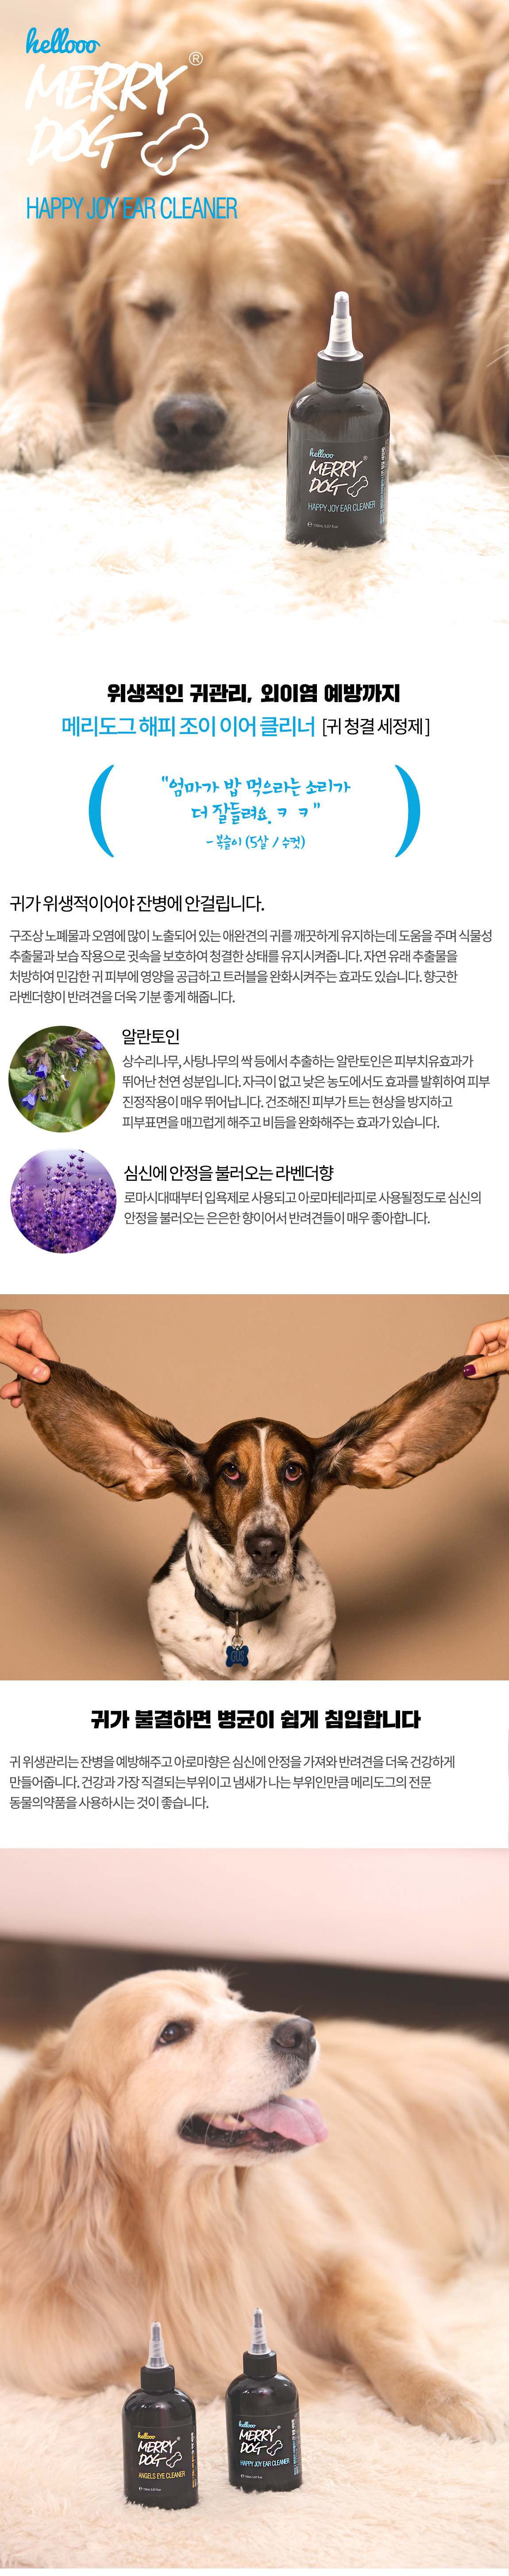 hellooo
MERRY ®
DOG
HAPPY JOY EAR CLEANER
hellooo
MERRY ®
DOG
HAPPY JOY EAR CLEANER
위생적인 귀관리, 외이염 예방까지
메리도그 해피 조이 이어 클리너 [귀 청결 세정제]
"엄마가 밥 먹으라는 소리가
더 잘들려요. ㅋ ㅋ"
- 복슬이 (5살 / 수컷)
귀가 위생적이어야 잔병에 안걸립니다.
구조상 노폐물과 오염에 많이 노출되어 있는 애완견의 귀를 깨끗하게 유지하는데 도움을 주며 식물성
추출물과 보습 작용으로 귓속을 보호하여 청결한 상태를 유지시켜줍니다. 자연 유래 추출물을
처방하여 민감한 귀 피부에 영양을 공급하고 트러블을 완화시켜주는 효과도 있습니다. 향긋한
라벤더향이 반려견을 더욱 기분 좋게 해줍니다.
알란토인
상수리나무, 사탕나무의 싹 등에서 추출하는 알란토인은 피부치유효과가
뛰어난 천연 성분입니다. 자극이 없고 낮은 농도에서도 효과를 발휘하여 피부
진정작용이 매우 뛰어납니다. 건조해진 피부가 트는 현상을 방지하고
피부표면을 매끄럽게 해주고 비듬을 완화해주는 효과가 있습니다.
심신에 안정을 불러오는 라벤더향
로마시대때부터 입욕제로 사용되고 아로마테라피로 사용될정도로 심신의
안정을 불러오는 은은한 향이어서 반려견들이 매우 좋아합니다.
GUS
귀가 불결하면 병균이 쉽게 침입합니다
귀 위생관리는 잔병을 예방해주고 아로마향은 심신에 안정을 가져와 반려견을 더욱 건강하게
만들어줍니다. 건강과 가장 직결되는부위이고 냄새가 나는 부위인만큼 메리도그의 전문
동물의약품을 사용하시는 것이 좋습니다.
hellooo
MERRY ®
DOG
ANGELS EYE CLEANER
hellooo
MERRY ®
DOG
HAPPY JOY EAR CLEANER